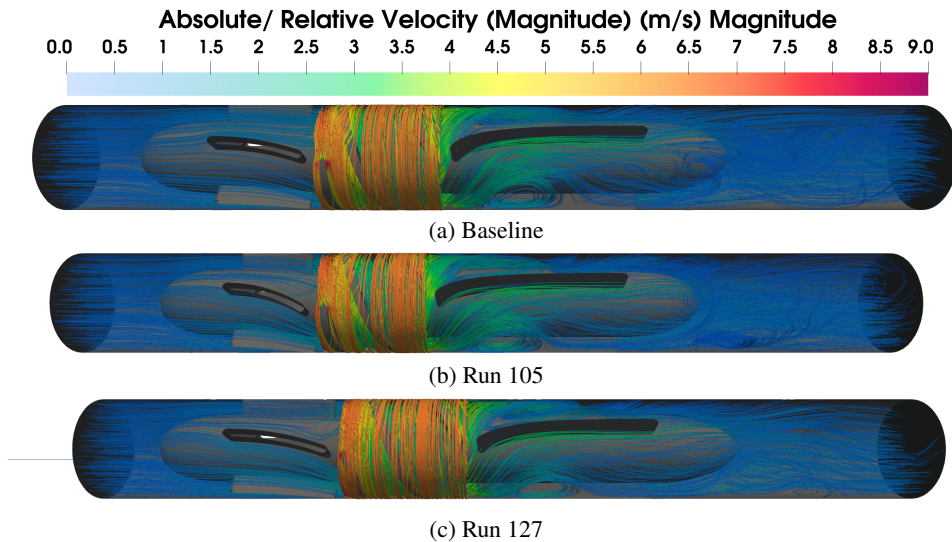 Absolute/ Relative Velocity (Magnitude) (m/s) Magnitude
0.0 0.5 1 1.5 2 2.5 3 3.5 4 4.5 5 5.5 6 6.5 7 7.5 8 8.5 9.0
(a) Baseline
(b) Run 105
(c) Run 127